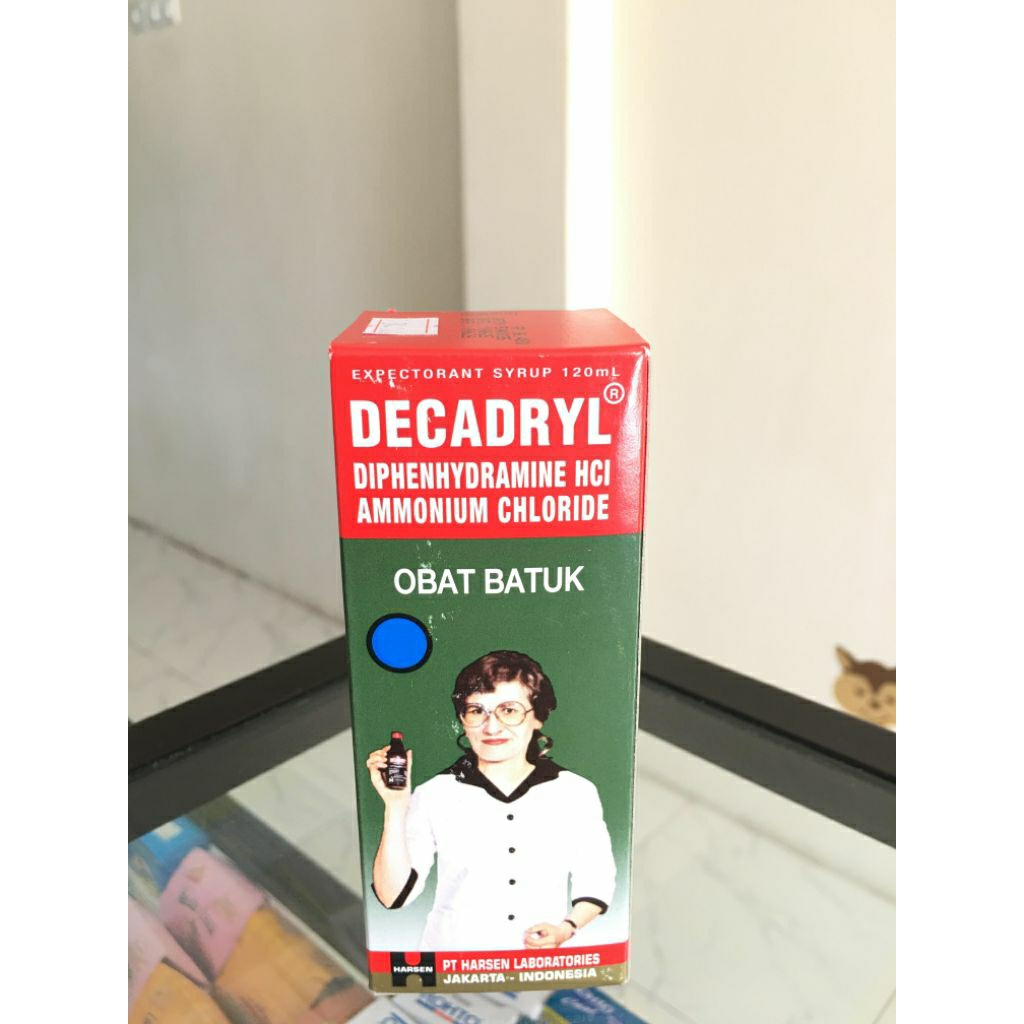 EXPECTORANT SYRUP 120mL
DECADRYL®
DIPHENHYDRAMINE HCl
AMMONIUM CHLORIDE
OBAT BATUK
HARSEN
PT HARSEN LABORATORIES
JAKARTA - INDONESIA